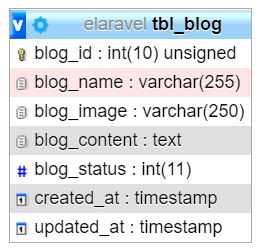 v elaravel tbl_blog
blog_id : int(10) unsigned
blog_name : varchar(255)
blog_image : varchar(250)
blog_content : text
# blog_status : int(11)
created_at : timestamp
updated_at : timestamp